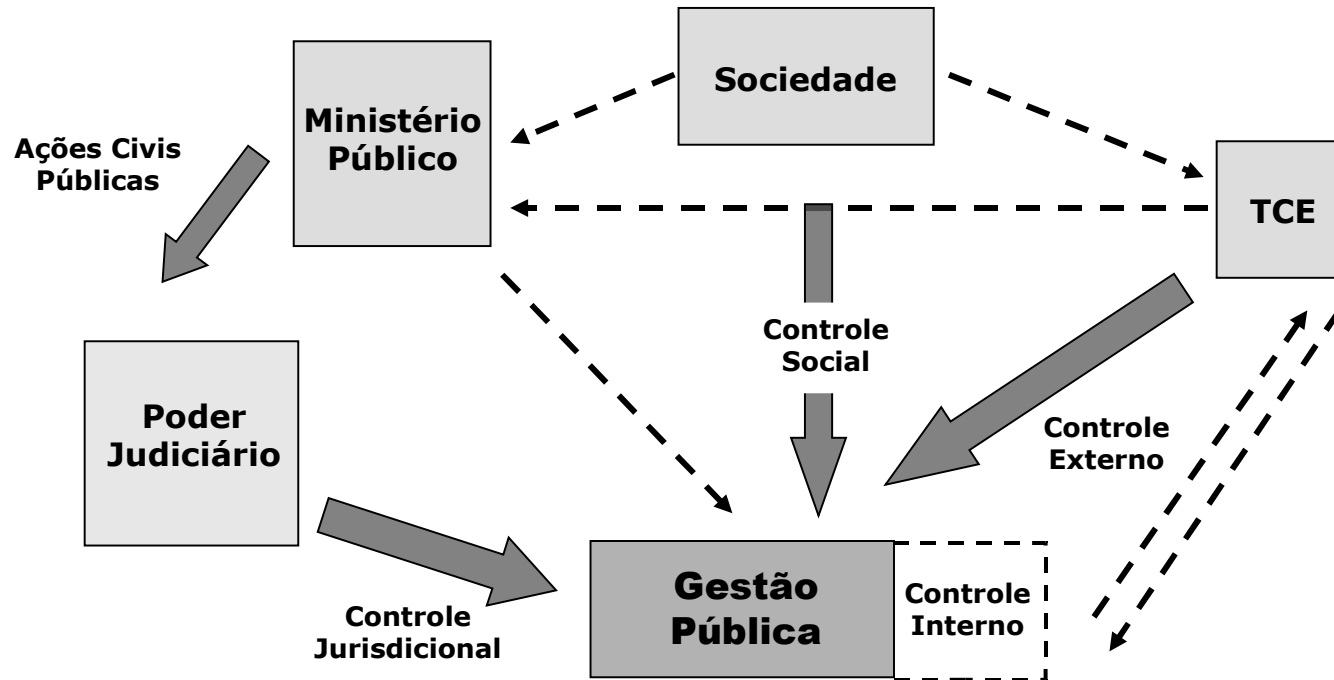 Sociedade
Ministério
Público
Ações Civis
Públicas
TCE
Controle
Social
Poder
Judiciário
Controle
Externo
Gestão
Pública
Controle
Interno
Controle
Jurisdicional